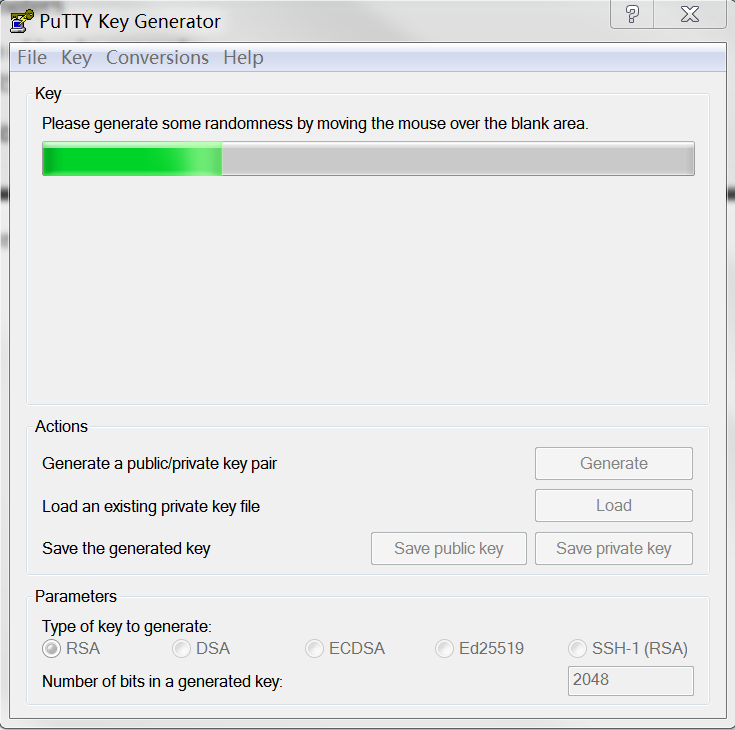 PuTTY Key Generator
File Key Conversions Help
Key
Please generate some randomness by moving the mouse over the blank area.
Actions
Generate a public/private key pair
Generate
Load an existing private key file
Load
Save the generated key
Save public key
Save private key
Parameters
Type of key to generate:
RSA DSA ECDSA Ed25519 SSH-1 (RSA)
Number of bits in a generated key:
2048